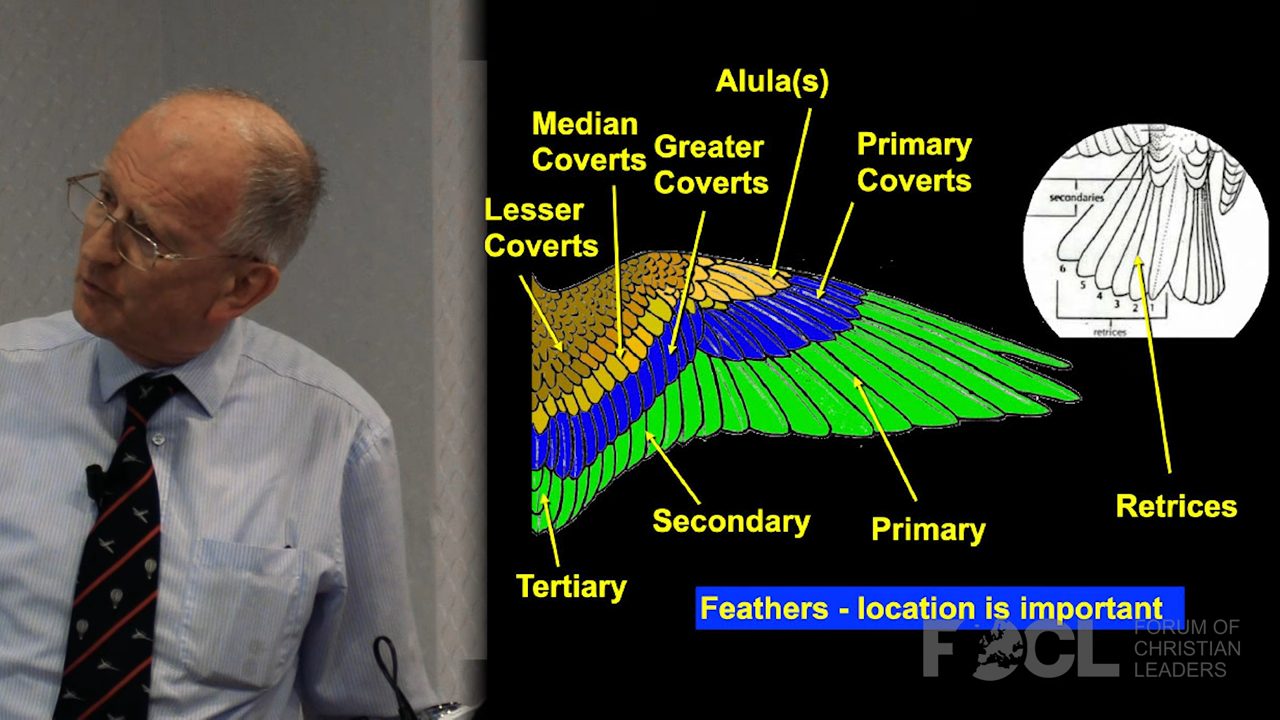 Alula(s)
Median
Coverts
Greater
Coverts
Primary
Coverts
Lesser
Coverts
secondaries
6
5
4
3
2
1
retrices
Retrices
Secondary
Primary
Tertiary
Feathers - location is important
FOCL
FORUM OF
CHRISTIAN
LEADERS